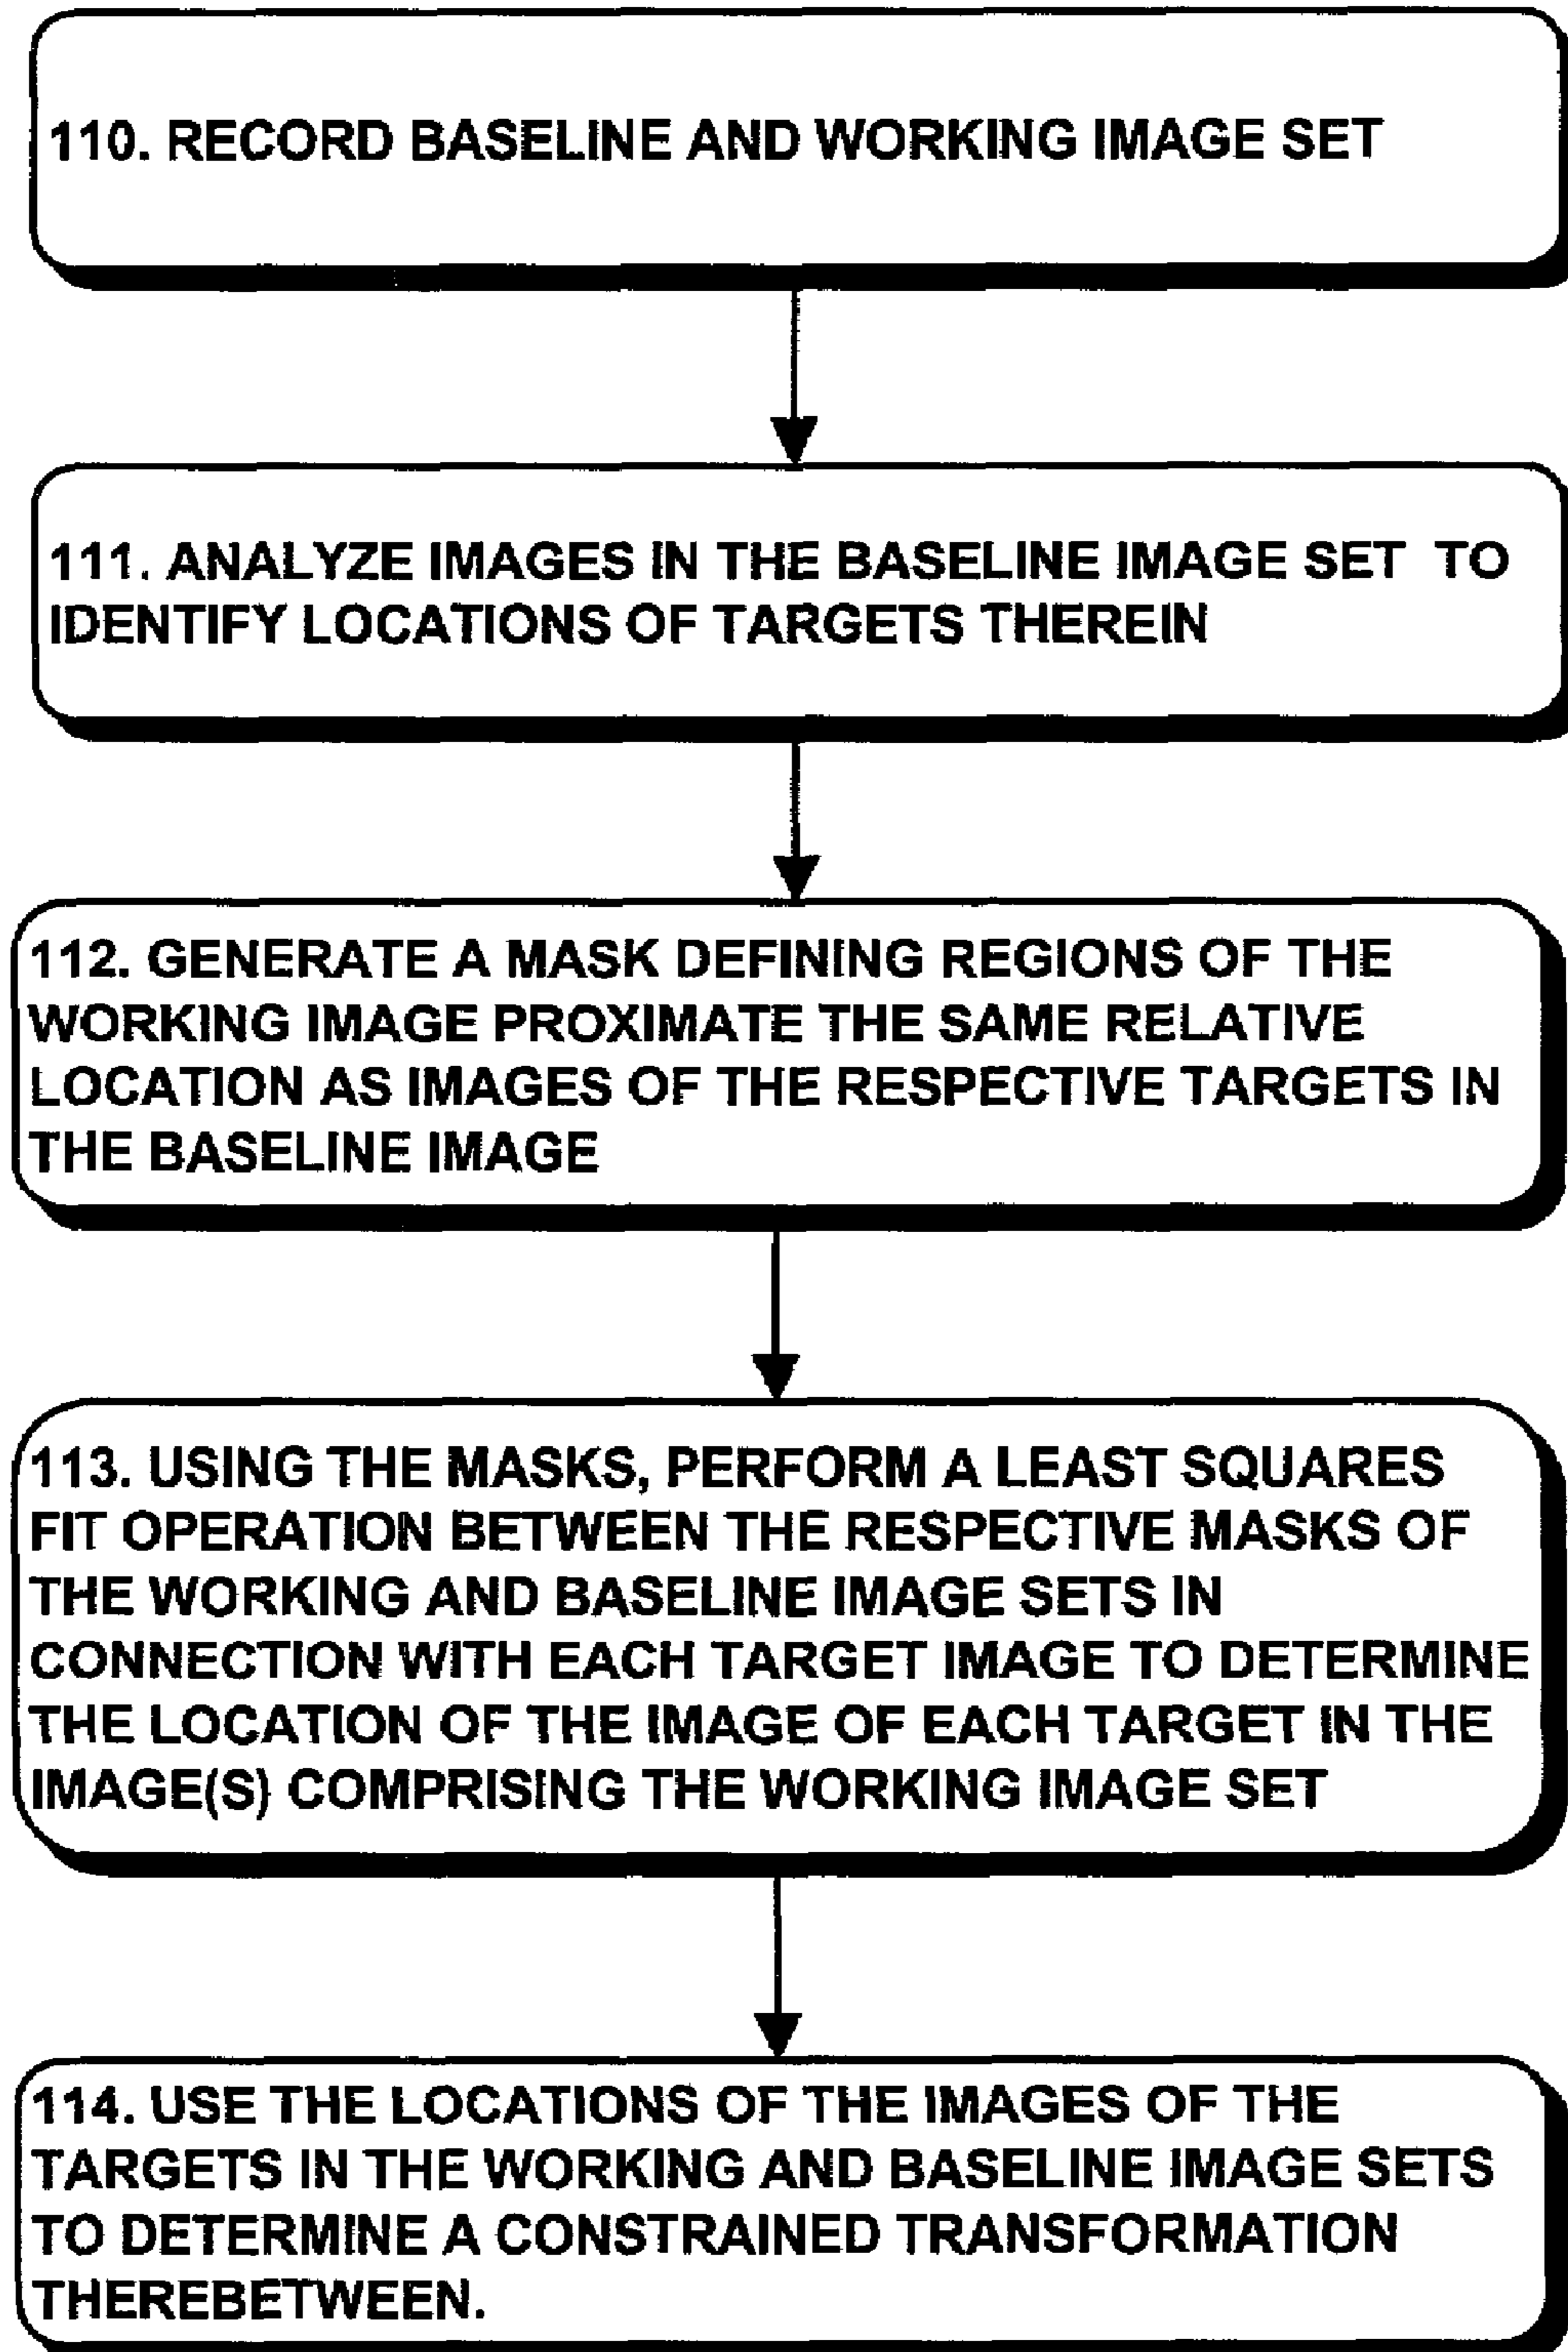 110. RECORD BASELINE AND WORKING IMAGE SET
111. ANALYZE IMAGES IN THE BASELINE IMAGE SET TO
IDENTIFY LOCATIONS OF TARGETS THEREIN
112. GENERATE A MASK DEFINING REGIONS OF THE
WORKING IMAGE PROXIMATE THE SAME RELATIVE
LOCATION AS IMAGES OF THE RESPECTIVE TARGETS IN
THE BASELINE IMAGE
113. USING THE MASKS, PERFORM A LEAST SQUARES
FIT OPERATION BETWEEN THE RESPECTIVE MASKS OF
THE WORKING AND BASELINE IMAGE SETS IN
CONNECTION WITH EACH TARGET IMAGE TO DETERMINE
THE LOCATION OF THE IMAGE OF EACH TARGET IN THE
IMAGE(S) COMPRISING THE WORKING IMAGE SET
114. USE THE LOCATIONS OF THE IMAGES OF THE
TARGETS IN THE WORKING AND BASELINE IMAGE SETS
TO DETERMINE A CONSTRAINED TRANSFORMATION
THEREBETWEEN.